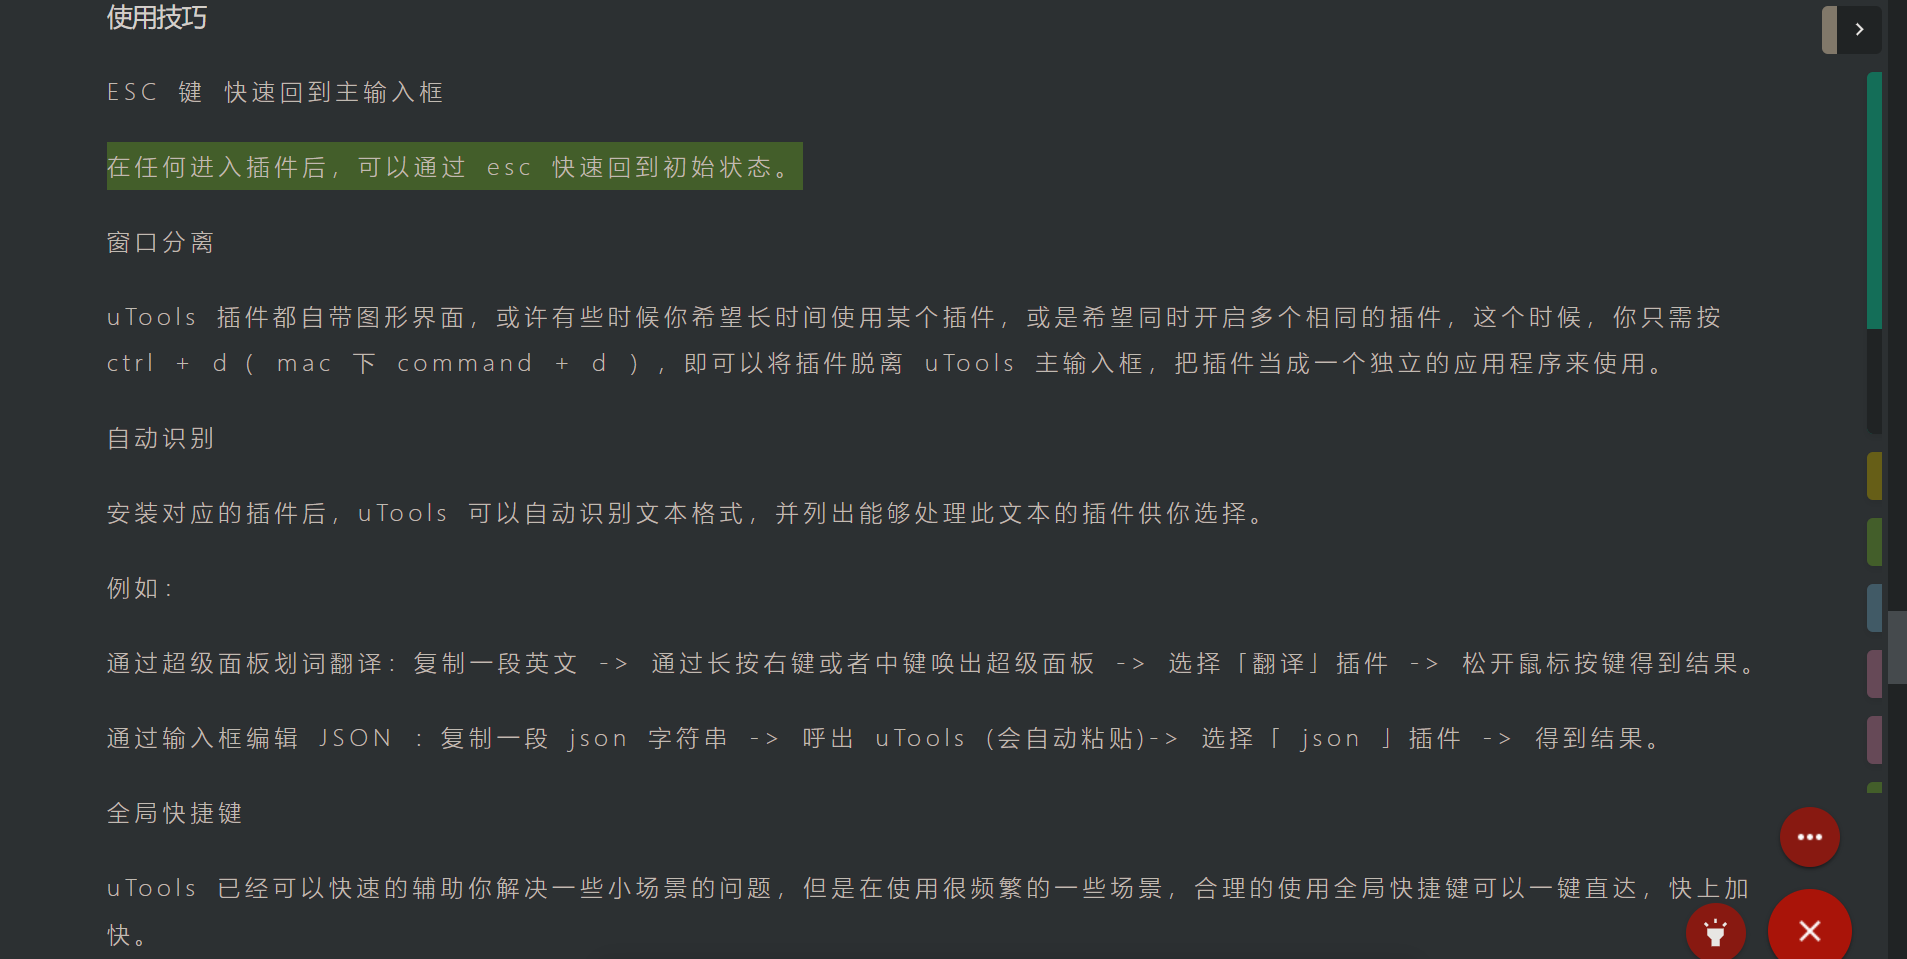 使用技巧
ESC 键 快速回到主输入框
在任何进入插件后，可以通过 esc 快速回到初始状态。
窗口分离
uTools 插件都自带图形界面，或许有些时候你希望长时间使用某个插件，或是希望同时开启多个相同的插件，这个时候，你只需按
ctrl + d ( mac 下 command + d ) ，即可以将插件脱离 uTools 主输入框，把插件当成一个独立的应用程序来使用。
自动识别
安装对应的插件后，uTools 可以自动识别文本格式，并列出能够处理此文本的插件供你选择。
例如：
通过超级面板划词翻译：复制一段英文 -> 通过长按右键或者中键唤出超级面板 -> 选择「翻译」插件 -> 松开鼠标按键得到结果。
通过输入框编辑 JSON ：复制一段 json 字符串 -> 呼出 uTools (会自动粘贴)-> 选择「 json 」插件 -> 得到结果。
全局快捷键
uTools 已经可以快速的辅助你解决一些小场景的问题，但是在使用很频繁的一些场景，合理的使用全局快捷键可以一键直达，快上加
快。